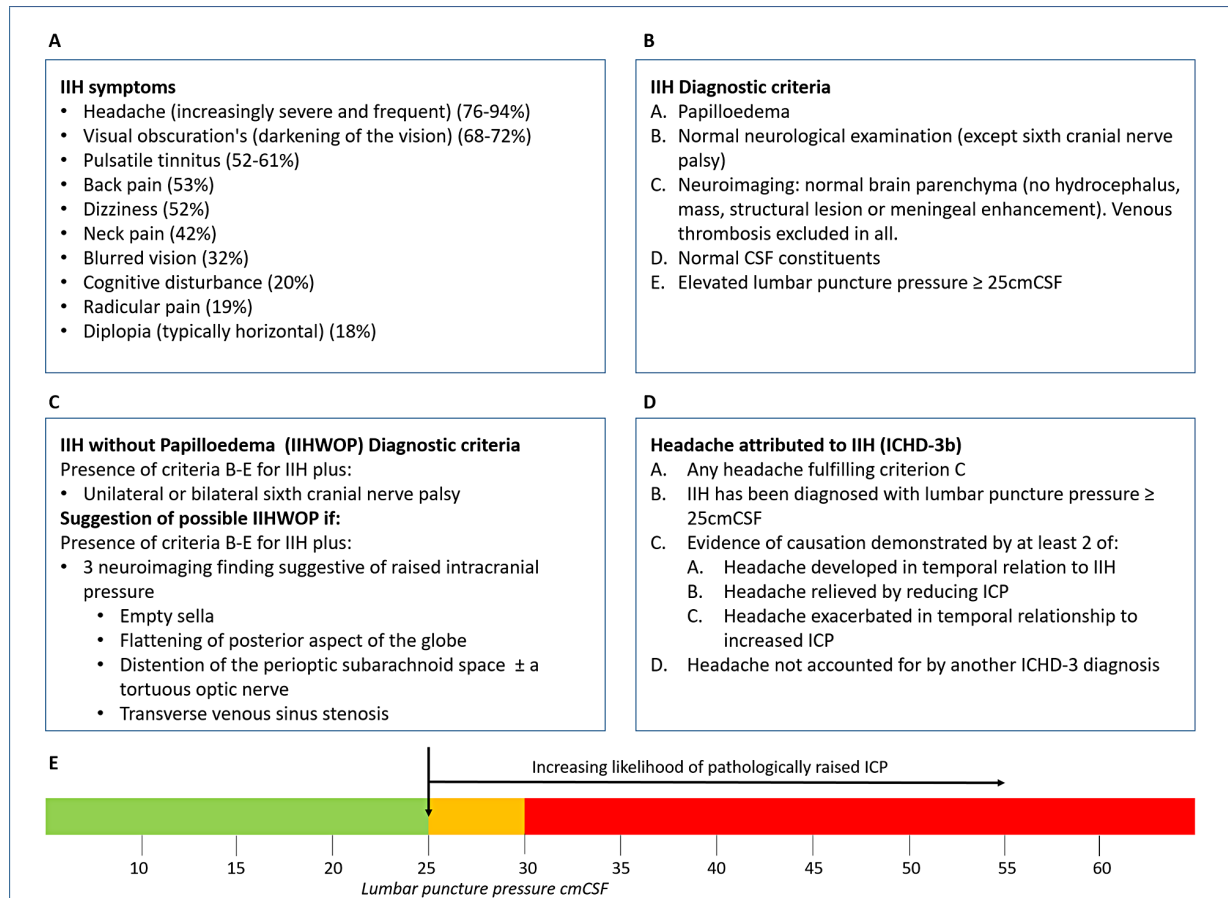 A
IIH symptoms
• Headache (increasingly severe and frequent) (76-94%)
• Visual obscuration's (darkening of the vision) (68-72%)
• Pulsatile tinnitus (52-61%)
• Back pain (53%)
• Dizziness (52%)
• Neck pain (42%)
• Blurred vision (32%)
• Cognitive disturbance (20%)
• Radicular pain (19%)
• Diplopia (typically horizontal) (18%)
B
IIH Diagnostic criteria
A. Papilloedema
B. Normal neurological examination (except sixth cranial nerve
palsy)
C. Neuroimaging: normal brain parenchyma (no hydrocephalus,
mass, structural lesion or meningeal enhancement). Venous
thrombosis excluded in all.
D. Normal CSF constituents
E. Elevated lumbar puncture pressure ≥ 25cmCSF
C
IIH without Papilloedema (IIHWOP) Diagnostic criteria
Presence of criteria B-E for IIH plus:
• Unilateral or bilateral sixth cranial nerve palsy
Suggestion of possible IIHWOP if:
Presence of criteria B-E for IIH plus:
• 3 neuroimaging finding suggestive of raised intracranial
pressure
• Empty sella
• Flattening of posterior aspect of the globe
• Distention of the perioptic subarachnoid space ± a
tortuous optic nerve
• Transverse venous sinus stenosis
D
Headache attributed to IIH (ICHD-3b)
A. Any headache fulfilling criterion C
B. IIH has been diagnosed with lumbar puncture pressure ≥
25cmCSF
C. Evidence of causation demonstrated by at least 2 of:
A. Headache developed in temporal relation to IIH
B. Headache relieved by reducing ICP
C. Headache exacerbated in temporal relationship to
increased ICP
D. Headache not accounted for by another ICHD-3 diagnosis
E
Increasing likelihood of pathologically raised ICP
10 15 20 25 30 35 40 45 50 55 60
Lumbar puncture pressure cmCSF